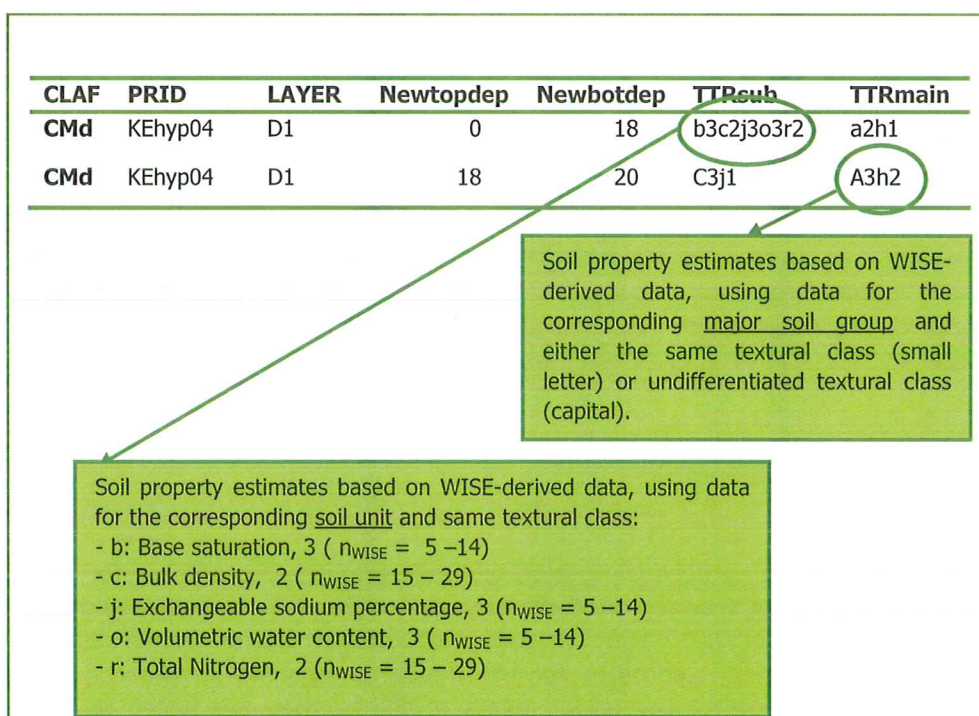 CLAF PRID LAYER Newtopdep Newbotdep TTRsub TTRmain
CMd KEhyp04 D1 0 18 b3c2j3o3r2 a2h1
CMd KEhyp04 D1 18 20 C3j1 A3h2
Soil property estimates based on WISE-
derived data, using data for the
corresponding major soil group and
either the same textural class (small
letter) or undifferentiated textural class
(capital).
Soil property estimates based on WISE-derived data, using data
for the corresponding soil unit and same textural class:
- b: Base saturation, 3 ( nWISE = 5 –14)
- c: Bulk density, 2 ( nWISE = 15 – 29)
- j: Exchangeable sodium percentage, 3 (nWISE = 5 –14)
- o: Volumetric water content, 3 ( nWISE = 5 –14)
- r: Total Nitrogen, 2 (nWISE = 15 – 29)